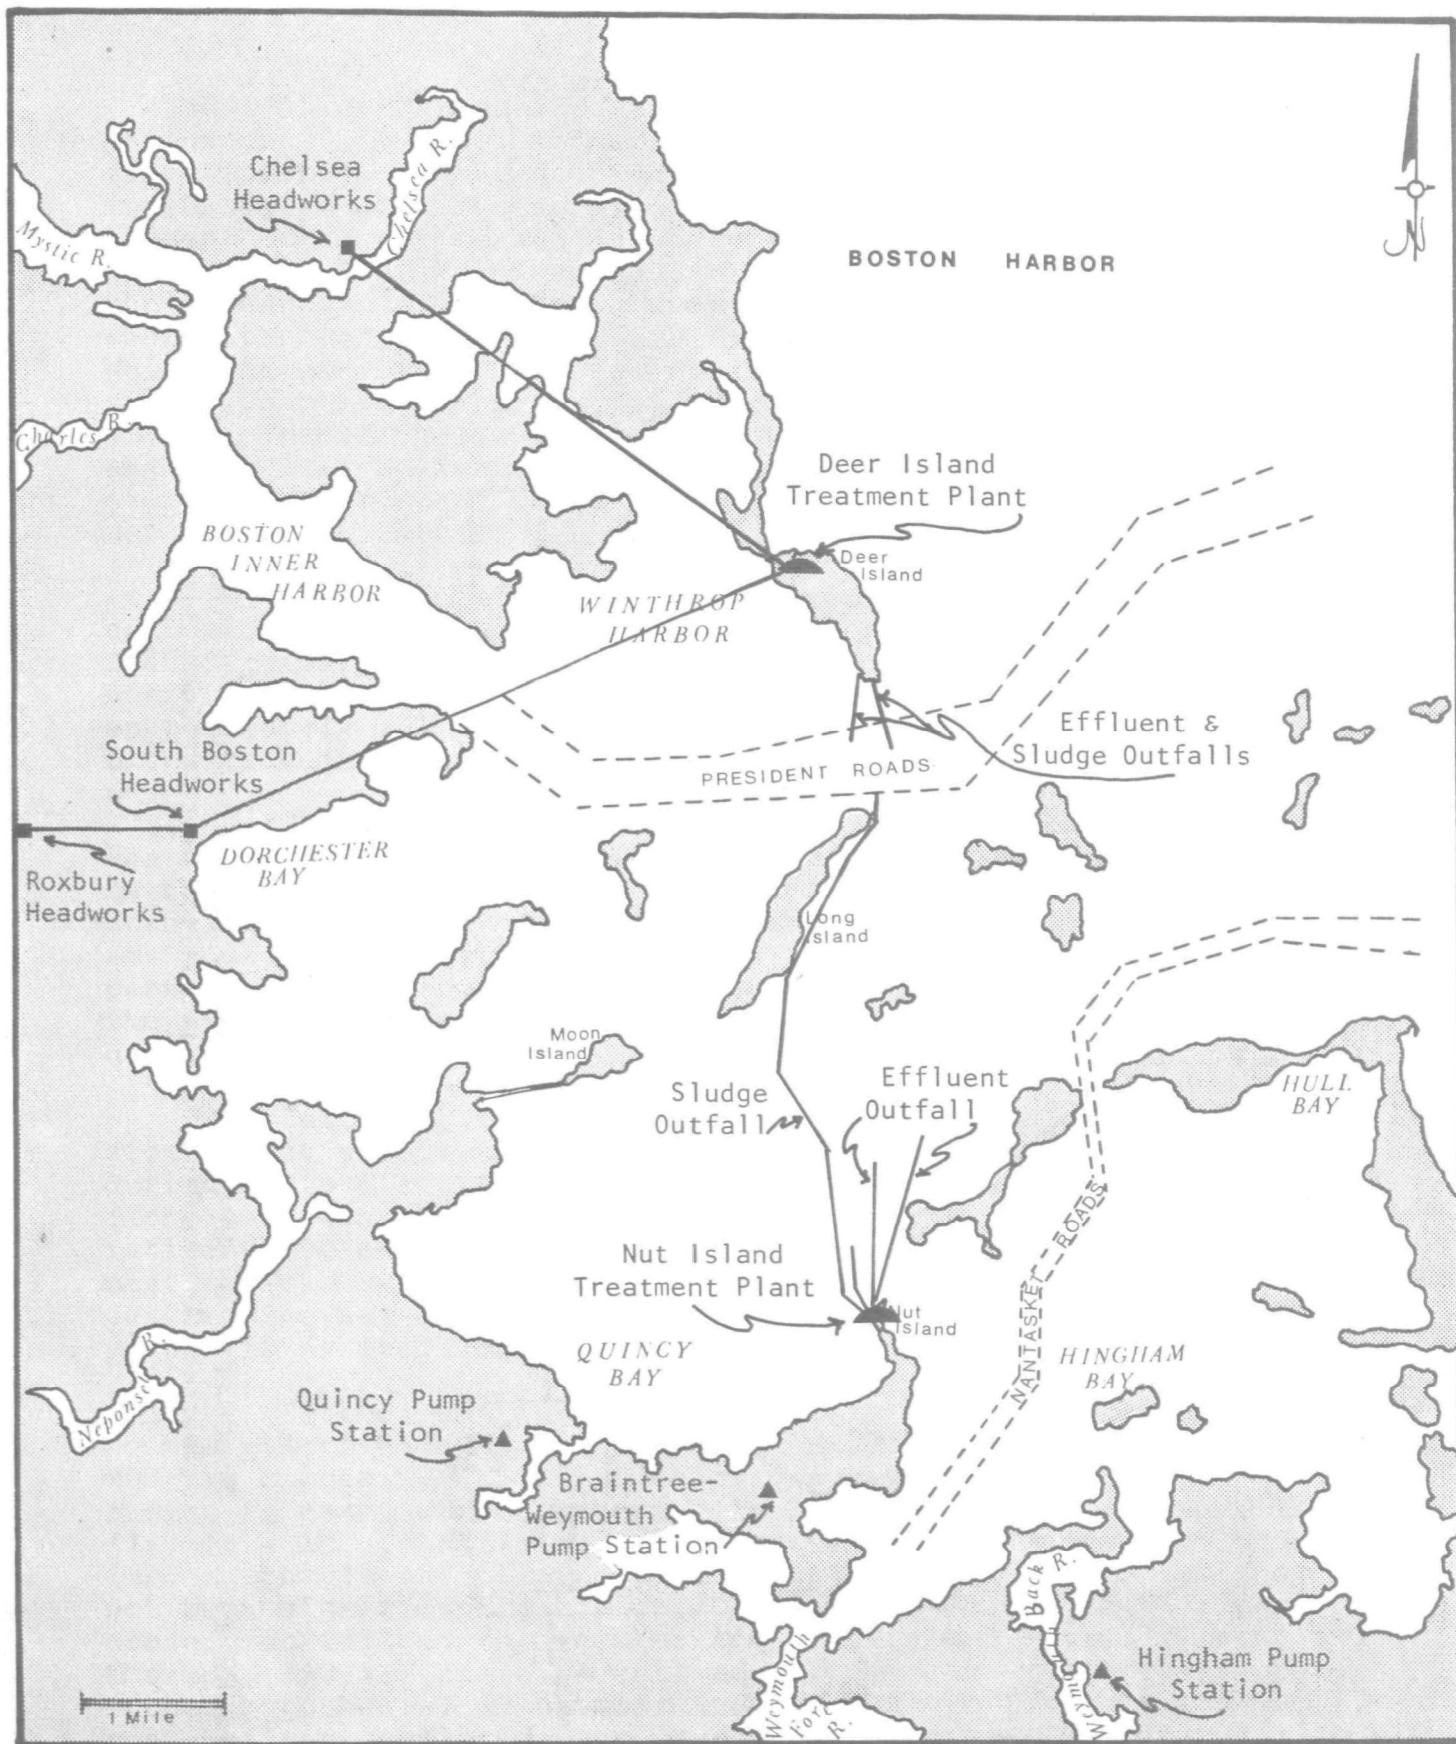 Chelsea
Headworks
Chelsea R.
Mystic R.
BOSTON HARBOR
N
Charles R.
Deer Island
Treatment Plant
BOSTON
INNER
HARBOR
Deer
Island
WINTHROP
HARBOR
Effluent &
Sludge Outfalls
South Boston
Headworks
PRESIDENT ROADS
DORCHESTER
BAY
Roxbury
Headworks
Long
Island
Moon
Island
Sludge
Outfall
Effluent
Outfall
HULL
BAY
NANTASKET ROADS
Nut Island
Treatment Plant
Nut
Island
Neponset R.
QUINCY
BAY
HINGHAM
BAY
Quincy Pump
Station
Braintree-
Weymouth
Pump Station
Weymouth Back R.
Hingham Pump
Station
Weymouth
Fore
R.
1 Mile